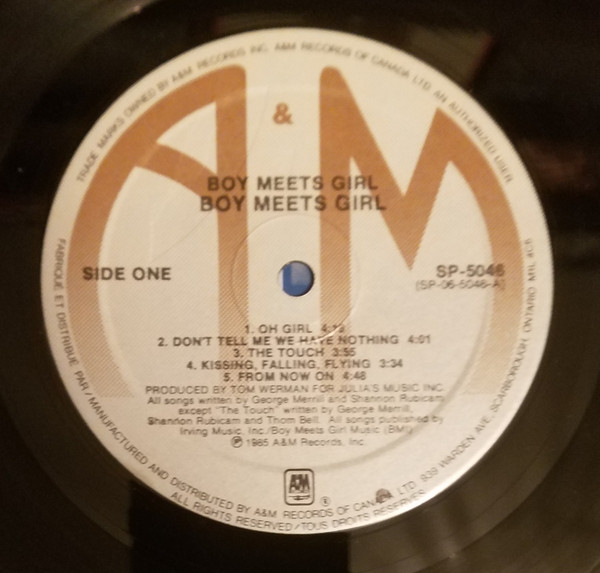 TRADE MARKS OWNED BY A&M RECORDS INC. A&M RECORDS OF CANADA LTD. AN AUTHORIZED USER
A & M
BOY MEETS GIRL
BOY MEETS GIRL
SIDE ONE
SP-5046
[SP-06-5046-A]
1. OH GIRL
2. DON'T TELL ME WE HAVE NOTHING 4:01
3. THE TOUCH 3:55
4. KISSING, FALLING, FLYING 3:34
5. FROM NOW ON 4:48
PRODUCED BY TOM WERMAN FOR JULIA'S MUSIC INC.
All songs written by George Merrill and Shannon Rubicam
except "The Touch" written by George Merrill,
Shannon Rubicam and Thom Bell. All songs published by
Irving Music, Inc./Boy Meets Girl Music (BMI)
℗ 1985 A&M Records, Inc.
A&M ®
FABRIQUÉ ET DISTRIBUÉ PAR / MANUFACTURED AND DISTRIBUTED BY A&M RECORDS OF CANADA LTD. 939 WARDEN AVE., SCARBOROUGH, ONTARIO
ALL RIGHTS RESERVED / TOUS DROITS RÉSERVÉS